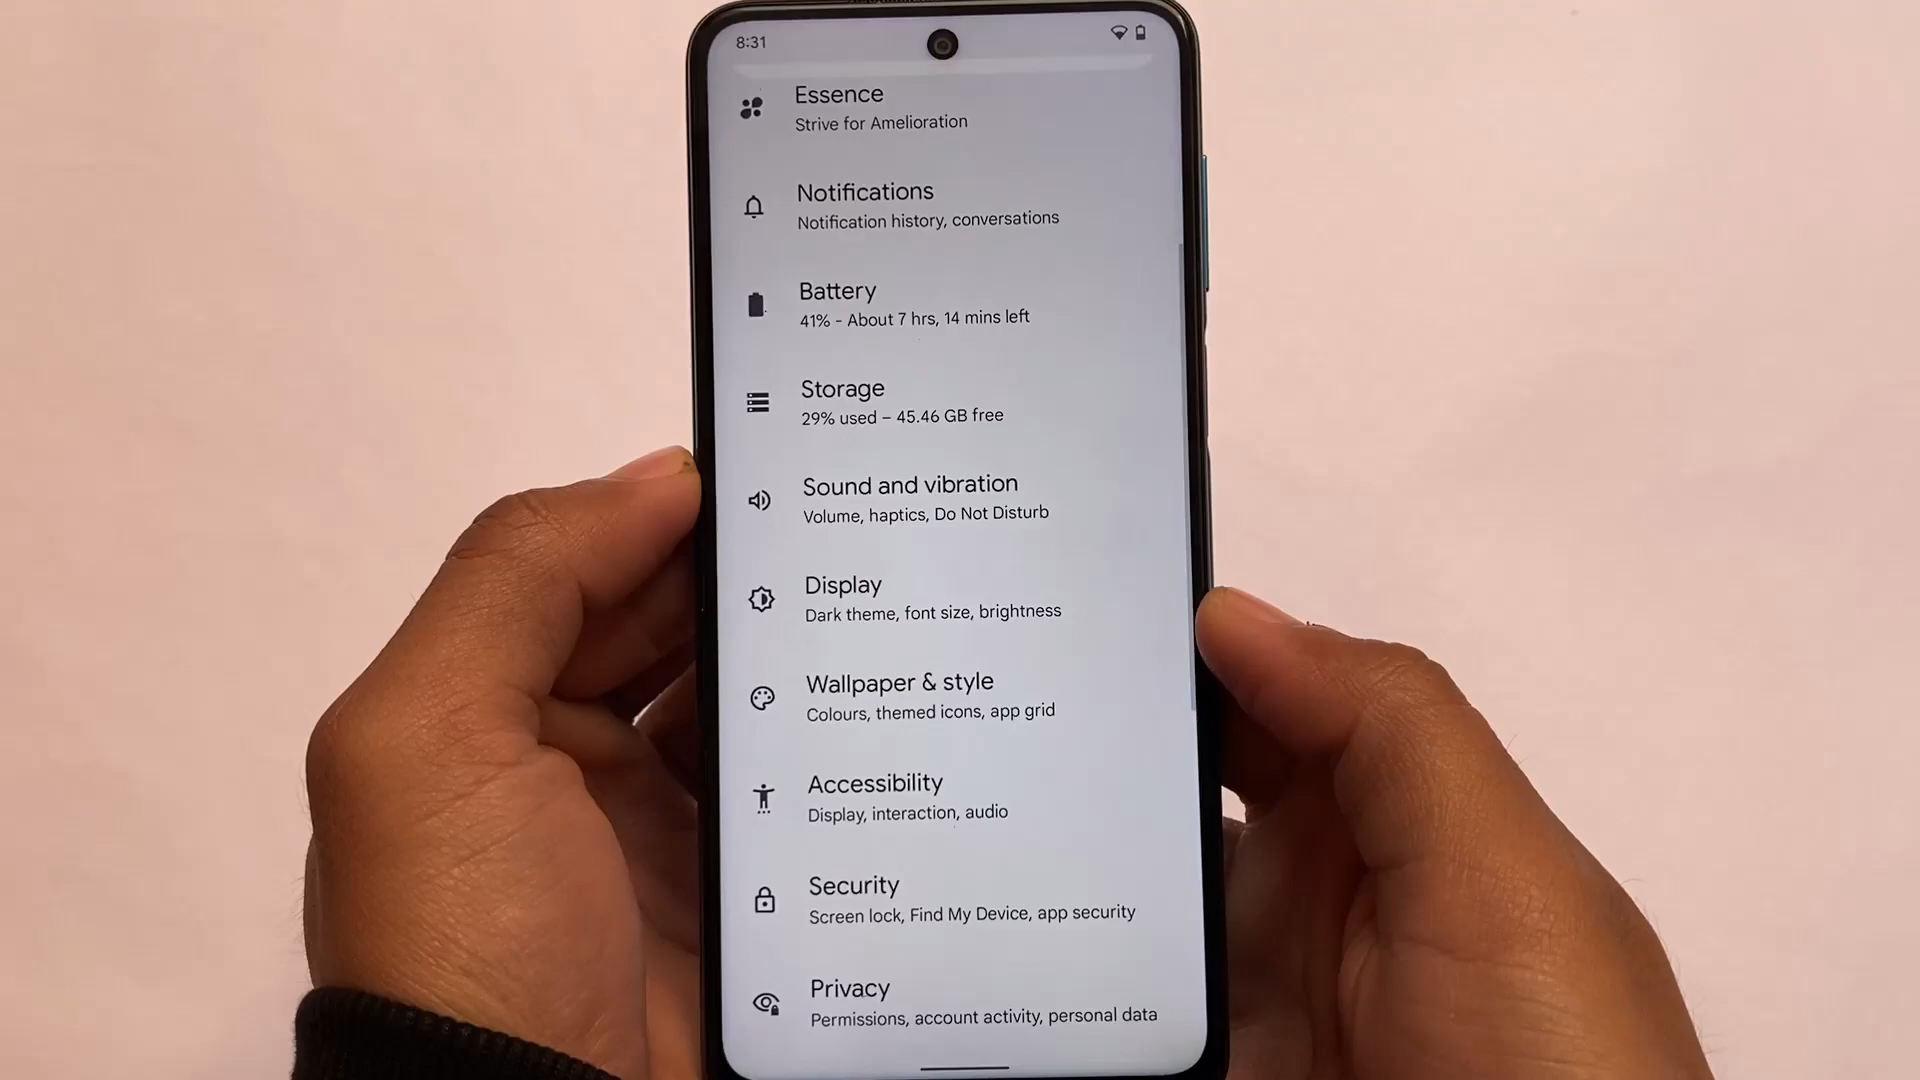 8:31
Essence
Strive for Amelioration
Notifications
Notification history, conversations
Battery
41% - About 7 hrs, 14 mins left
Storage
29% used – 45.46 GB free
Sound and vibration
Volume, haptics, Do Not Disturb
Display
Dark theme, font size, brightness
Wallpaper & style
Colours, themed icons, app grid
Accessibility
Display, interaction, audio
Security
Screen lock, Find My Device, app security
Privacy
Permissions, account activity, personal data